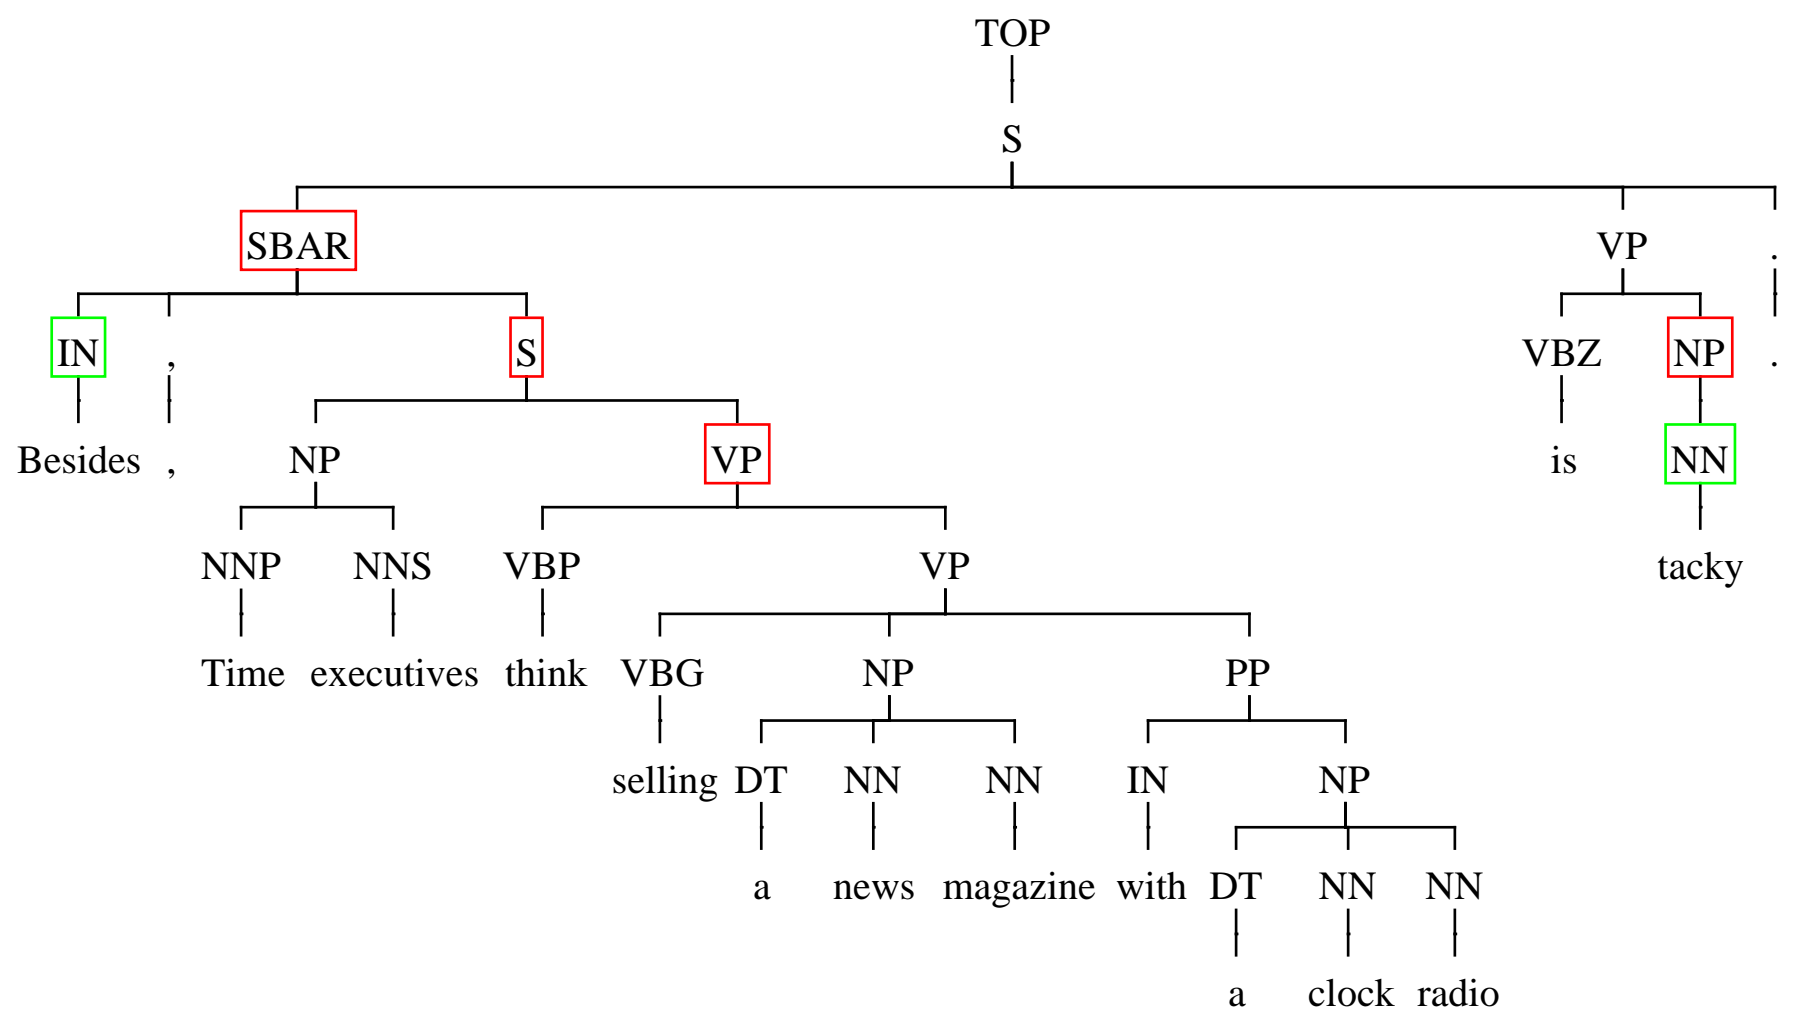 TOP
S
SBAR VP .
IN , S VBZ NP .
Besides , NP VP is NN
NNP NNS VBP VP tacky
Time executives think VBG NP PP
selling DT NN NN IN NP
a news magazine with DT NN NN
a clock radio